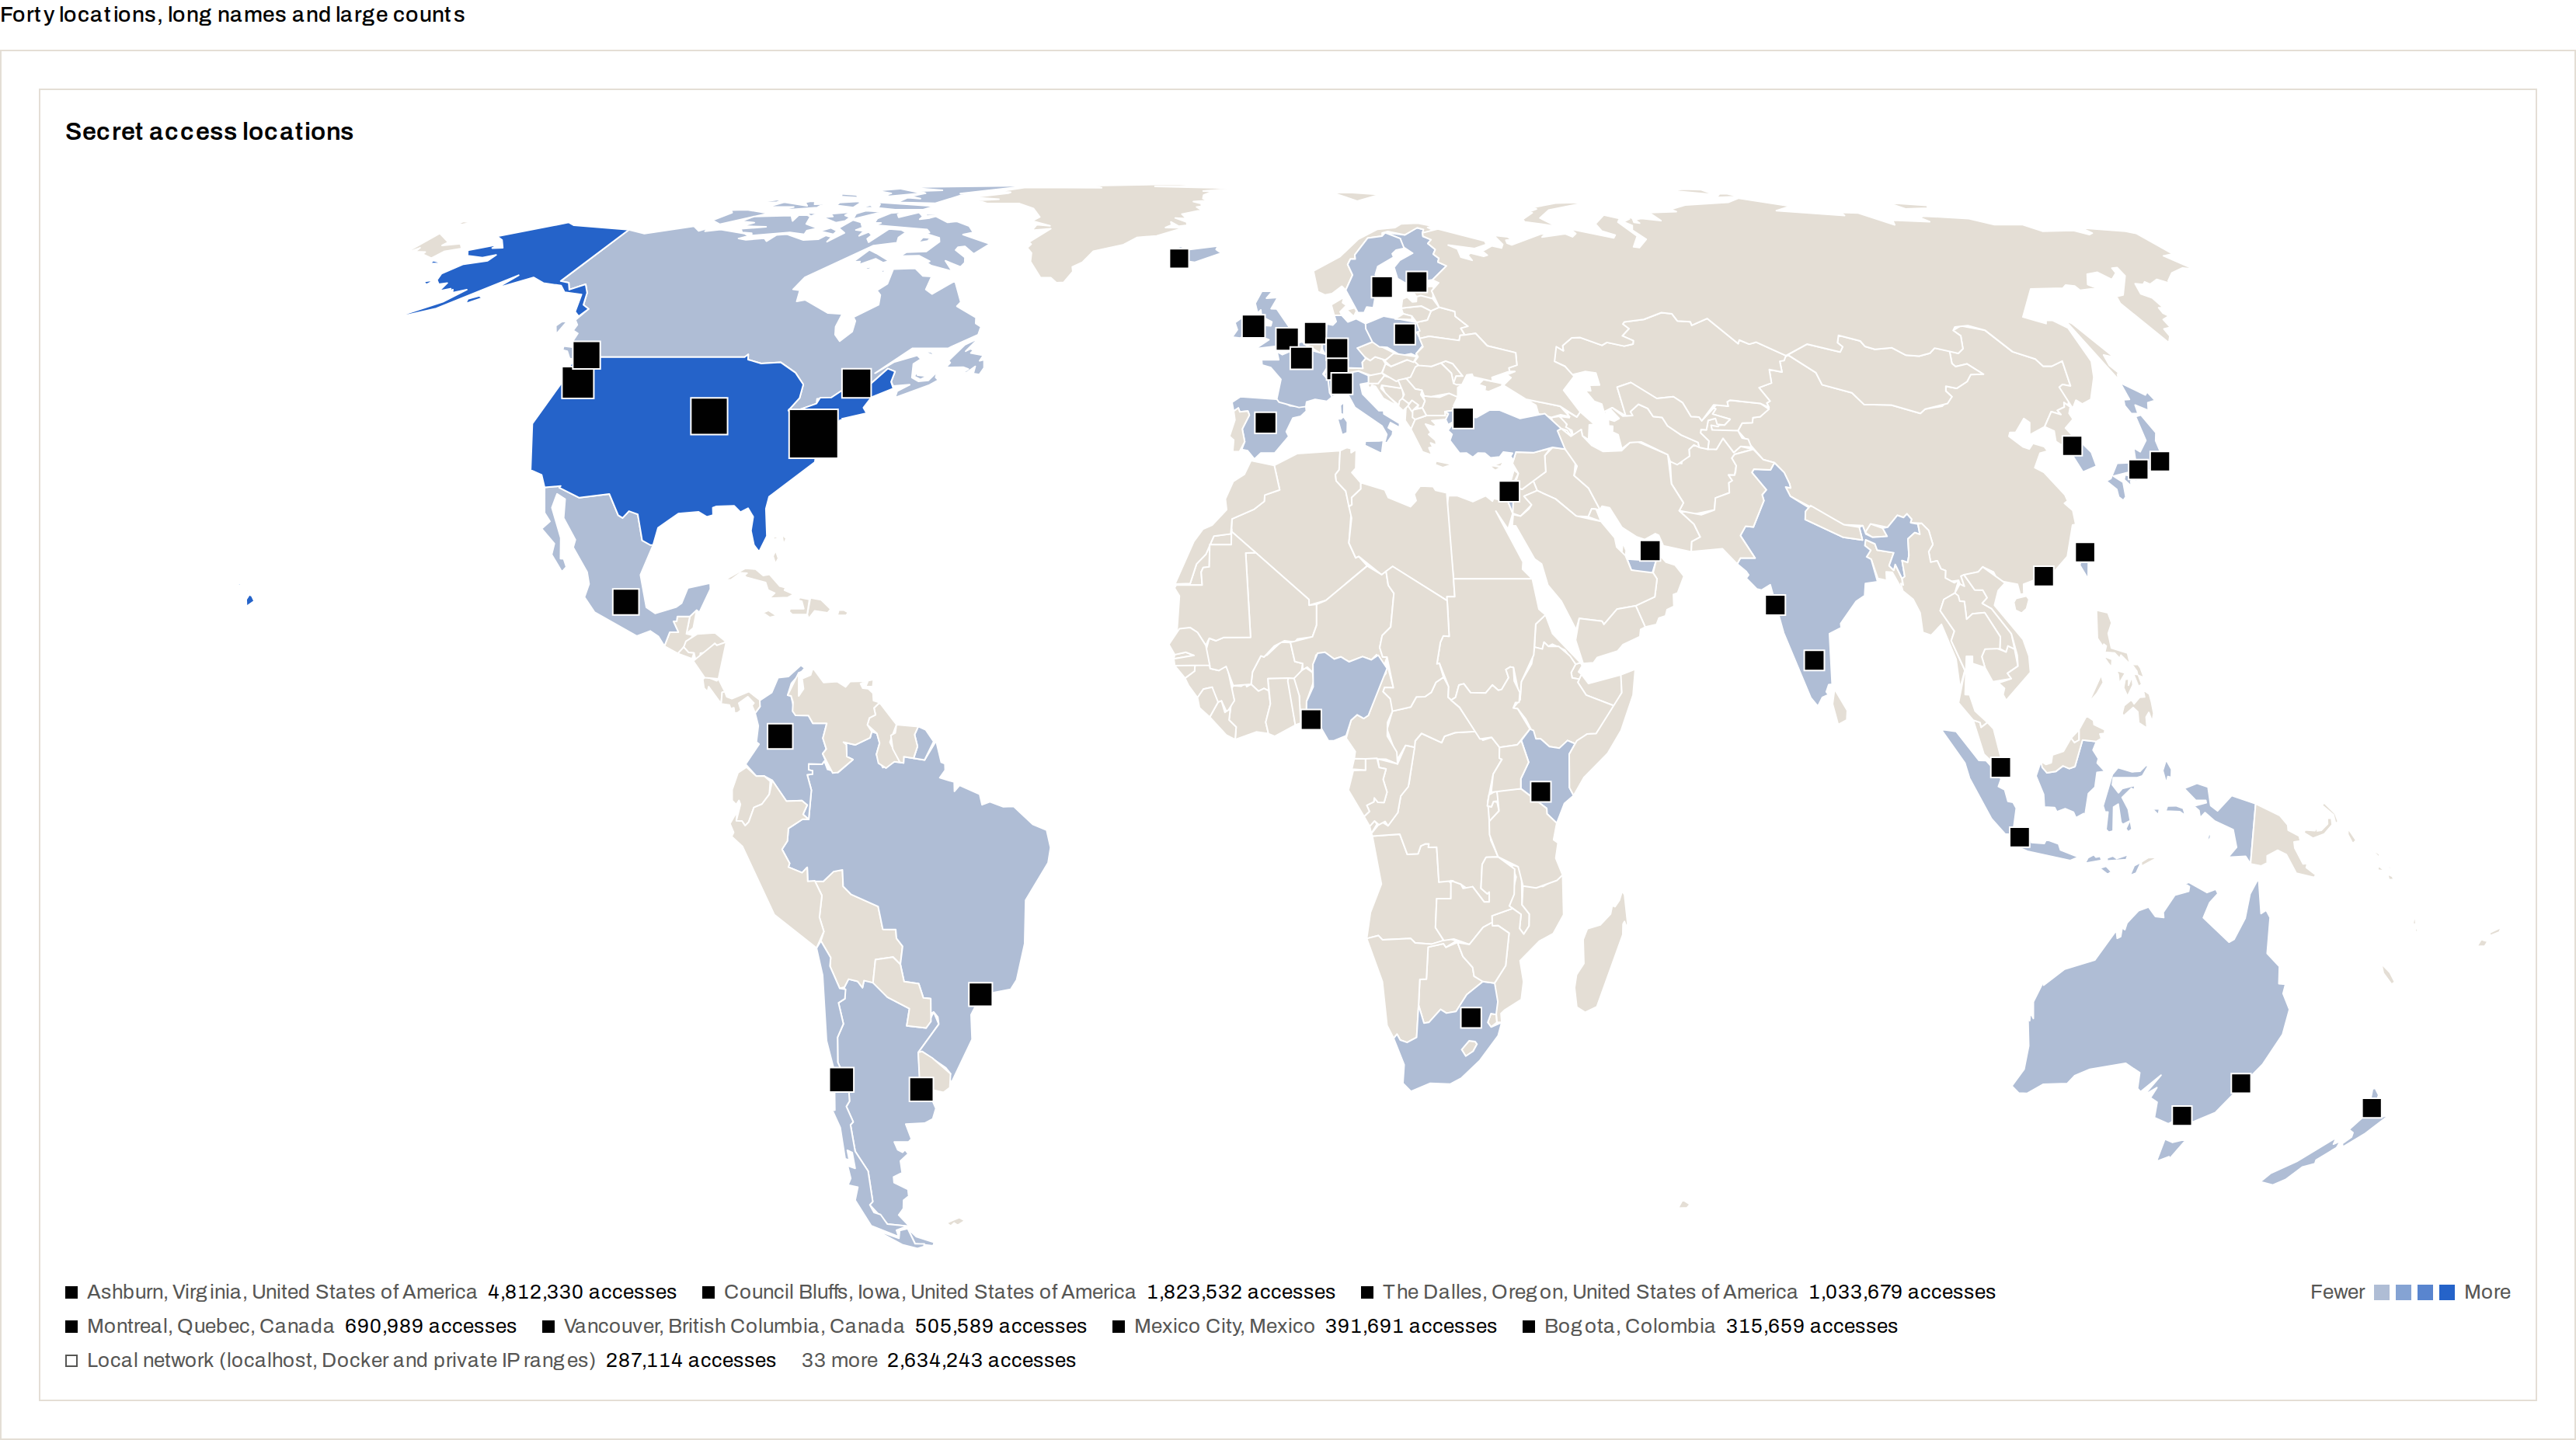 Forty locations, long names and large counts
Secret access locations
Ashburn, Virginia, United States of America 4,812,330 accesses Council Bluffs, Iowa, United States of America 1,823,532 accesses The Dalles, Oregon, United States of America 1,033,679 accesses Fewer More
Montreal, Quebec, Canada 690,989 accesses Vancouver, British Columbia, Canada 505,589 accesses Mexico City, Mexico 391,691 accesses Bogota, Colombia 315,659 accesses
Local network (localhost, Docker and private IP ranges) 287,114 accesses 33 more 2,634,243 accesses